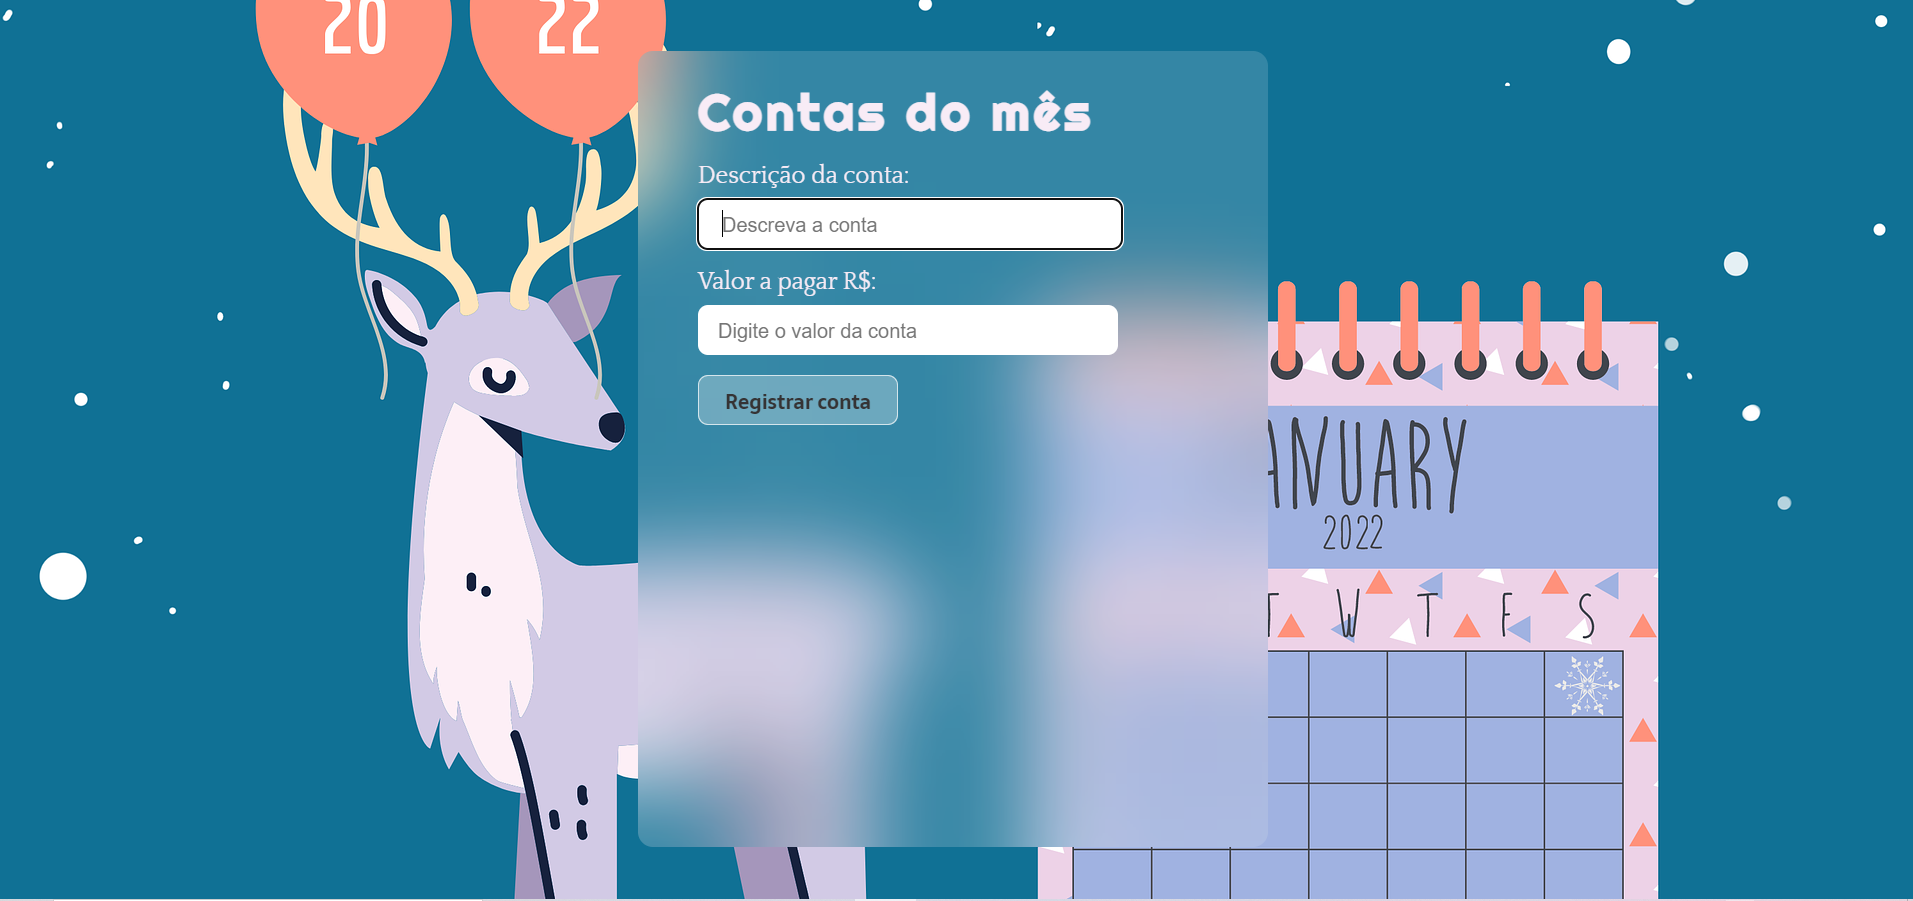 20 22
Contas do mês
Descrição da conta:
Descreva a conta
Valor a pagar R$:
Digite o valor da conta
Registrar conta
ANUARY
2022
T W T F S